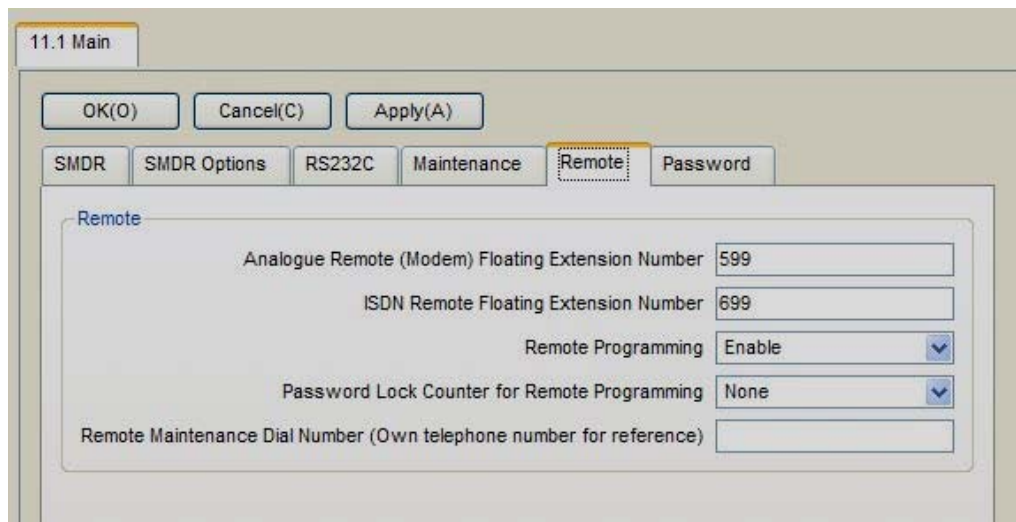 11.1 Main
OK(O) Cancel(C) Apply(A)
SMDR SMDR Options RS232C Maintenance Remote Password
Remote
Analogue Remote (Modem) Floating Extension Number 599
ISDN Remote Floating Extension Number 699
Remote Programming Enable
Password Lock Counter for Remote Programming None
Remote Maintenance Dial Number (Own telephone number for reference)